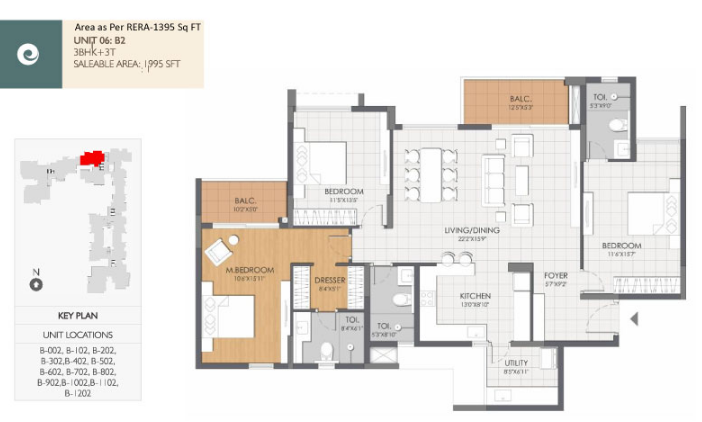 Area as Per RERA-1395 Sq FT
UNIT 06: B2
3BHK+3T
SALEABLE AREA: 1995 SFT
BALC.
12'5"X5'3"
TOI.
5'3"X9'0"
BEDROOM
11'5"X13'5"
BALC.
10'2"X5'0"
LIVING/DINING
22'2"X15'9"
BEDROOM
11'6"X15'7"
M.BEDROOM
10'6"X15'11"
DRESSER
8'4"X5'1"
FOYER
5'7"X9'2"
KITCHEN
13'0"X8'10"
TOI.
8'4"X6'1"
TOI.
5'3"X8'10"
UTILITY
8'5"X6'11"
N
KEY PLAN
UNIT LOCATIONS
B-002, B-102, B-202,
B-302,B-402, B-502,
B-602, B-702, B-802,
B-902,B-1002,B-1102,
B-1202